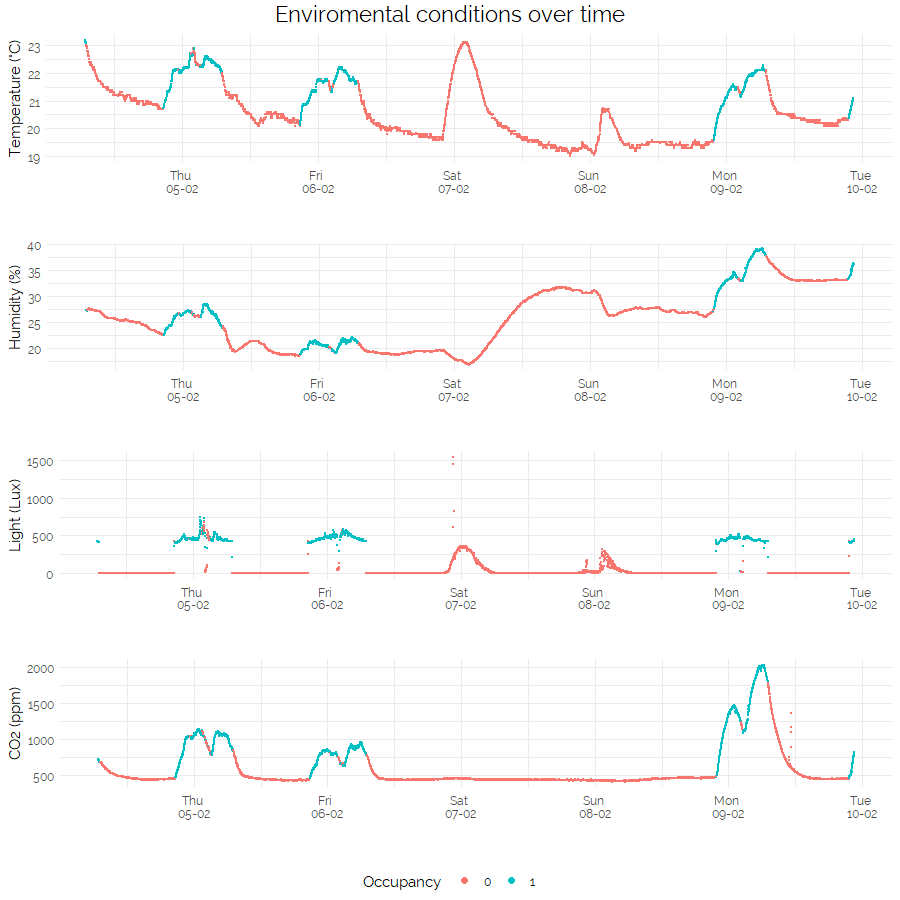 Enviromental conditions over time
Temperature (°C)
23
22
21
20
19
Thu Fri Sat Sun Mon Tue
05-02 06-02 07-02 08-02 09-02 10-02
Humidity (%)
40
35
30
25
20
Thu Fri Sat Sun Mon Tue
05-02 06-02 07-02 08-02 09-02 10-02
Light (Lux)
1500
1000
500
0
Thu Fri Sat Sun Mon Tue
05-02 06-02 07-02 08-02 09-02 10-02
CO2 (ppm)
2000
1500
1000
500
Thu Fri Sat Sun Mon Tue
05-02 06-02 07-02 08-02 09-02 10-02
Occupancy 0 1